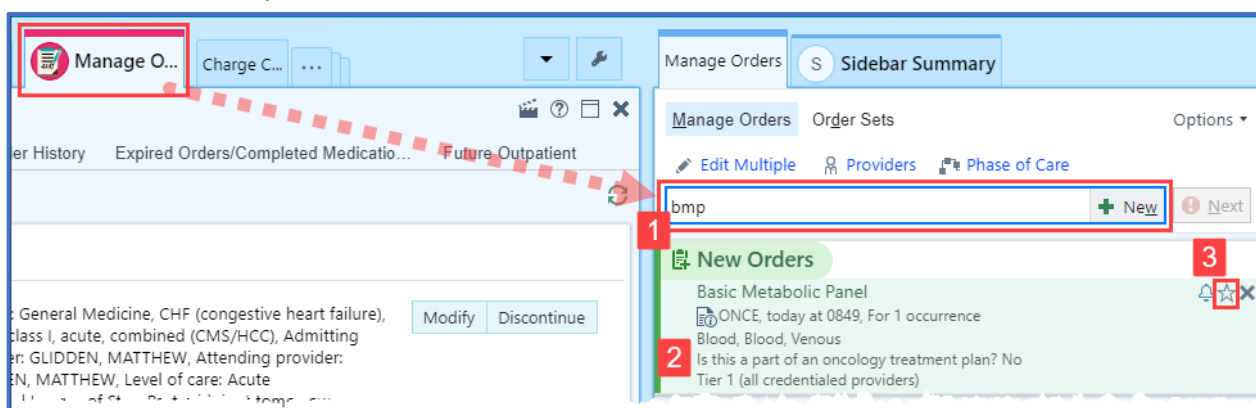 Manage O...
Charge C...
...
er History Expired Orders/Completed Medicatio... Future Outpatient
: General Medicine, CHF (congestive heart failure),
class I, acute, combined (CMS/HCC), Admitting
er: GLIDDEN, MATTHEW, Attending provider:
EN, MATTHEW, Level of care: Acute
Modify Discontinue
Manage Orders
S Sidebar Summary
Manage Orders Order Sets Options
Edit Multiple Providers Phase of Care
bmp New Next
1
New Orders
3
Basic Metabolic Panel
ONCE, today at 0849, For 1 occurrence
Blood, Blood, Venous
2
Is this a part of an oncology treatment plan? No
Tier 1 (all credentialed providers)